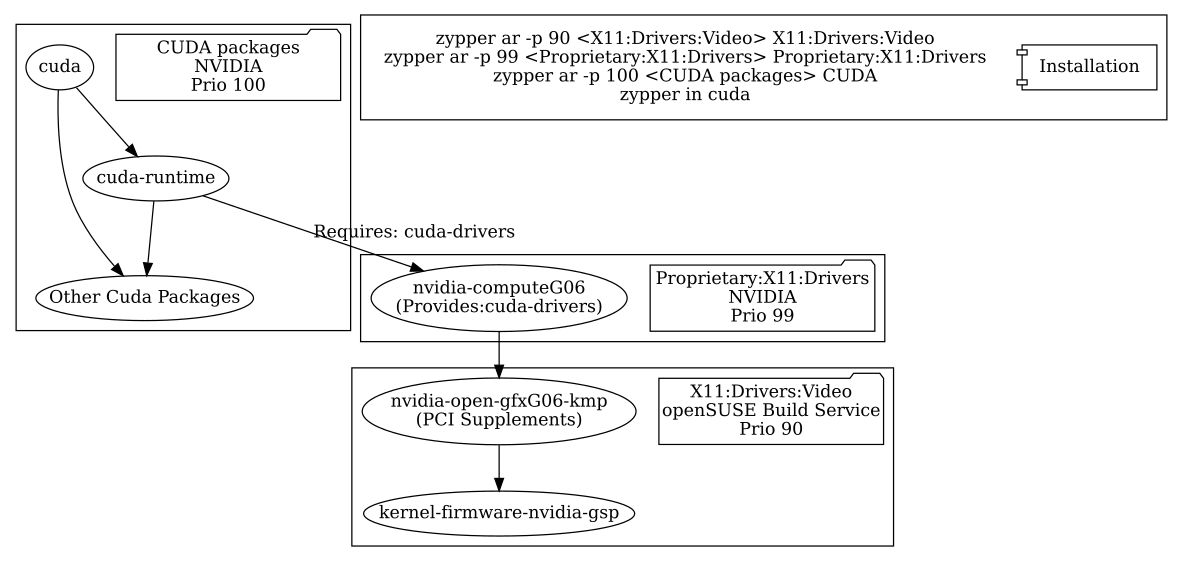 zypper ar -p 90 <X11:Drivers:Video> X11:Drivers:Video
zypper ar -p 99 <Proprietary:X11:Drivers> Proprietary:X11:Drivers
zypper ar -p 100 <CUDA packages> CUDA
zypper in cuda
Installation
CUDA packages
NVIDIA
Prio 100
cuda
cuda-runtime
Requires: cuda-drivers
Other Cuda Packages
nvidia-computeG06
(Provides:cuda-drivers)
Proprietary:X11:Drivers
NVIDIA
Prio 99
nvidia-open-gfxG06-kmp
(PCI Supplements)
X11:Drivers:Video
openSUSE Build Service
Prio 90
kernel-firmware-nvidia-gsp